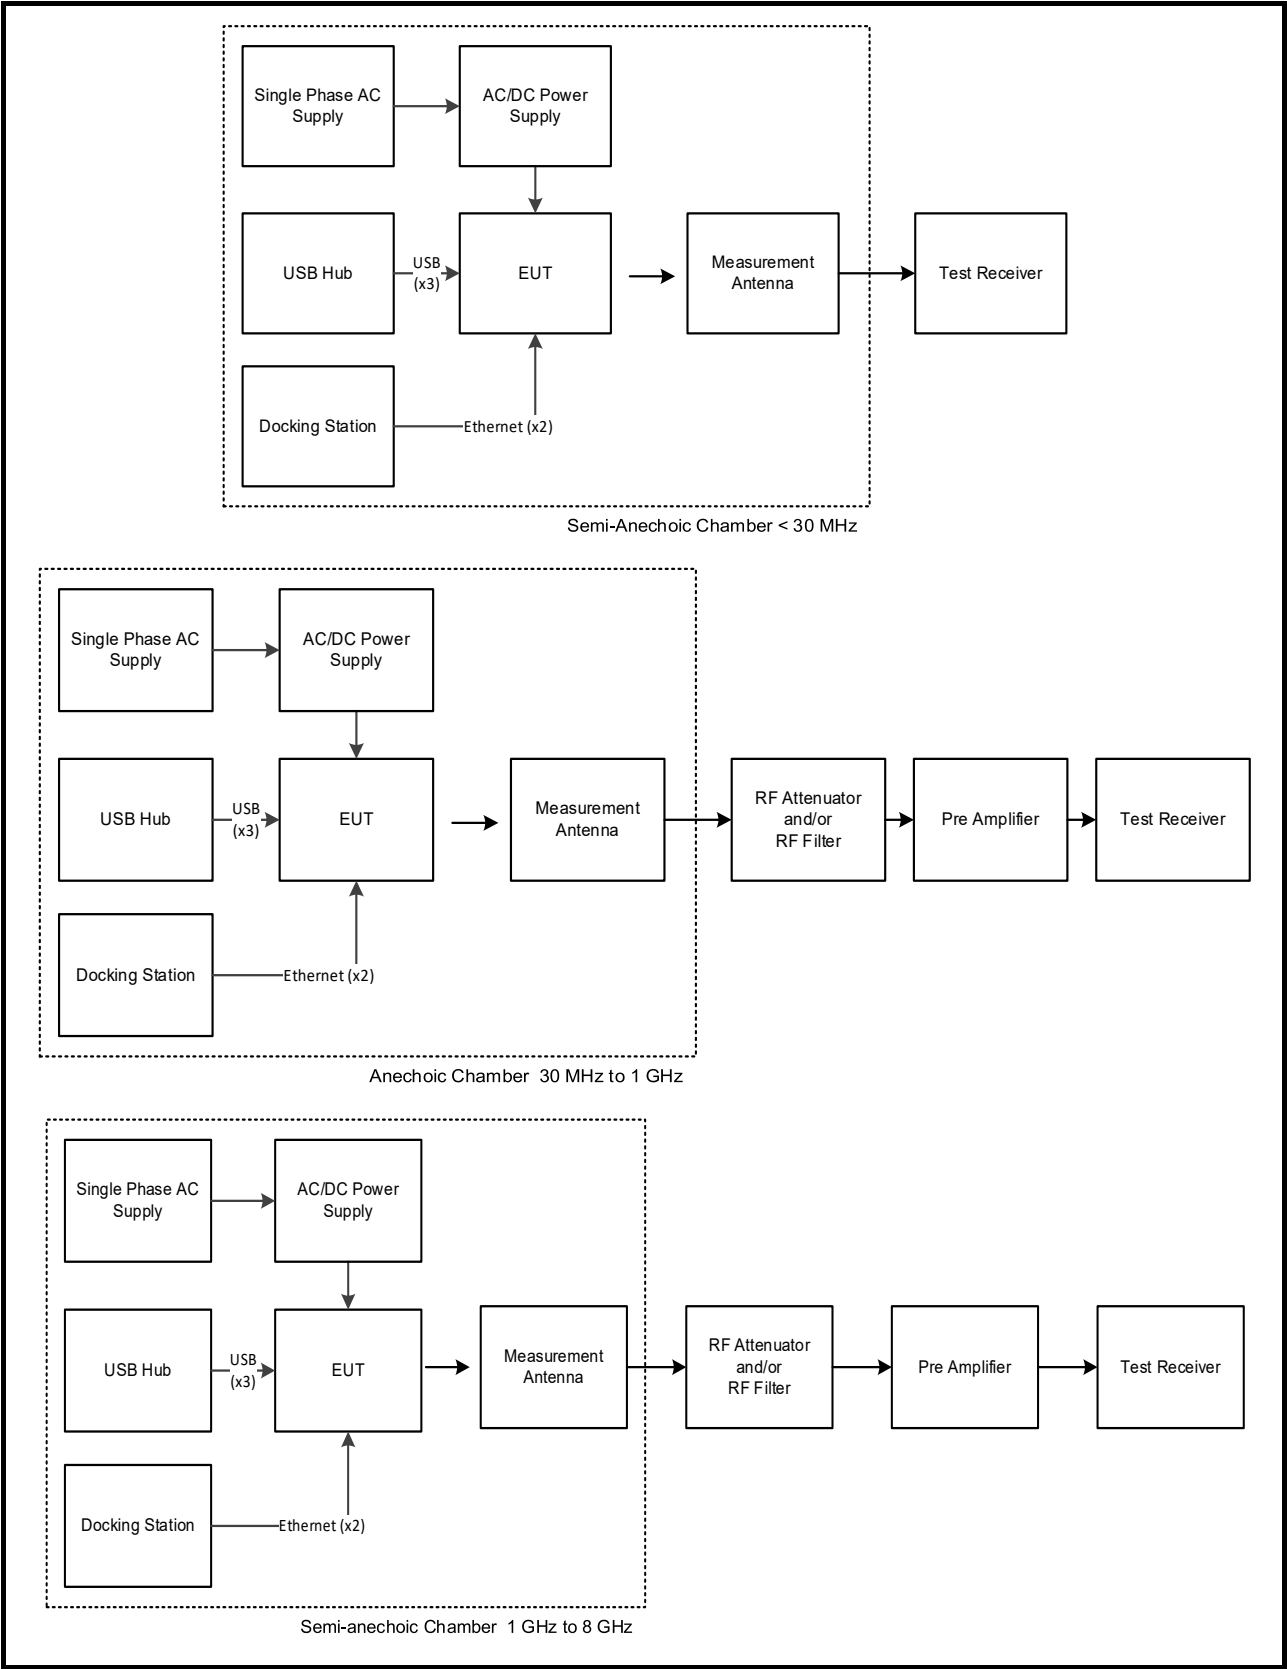 Single Phase AC
Supply
AC/DC Power
Supply
USB Hub
USB
(x3)
EUT
Measurement
Antenna
Test Receiver
Docking Station
Ethernet (x2)
Semi-Anechoic Chamber < 30 MHz
Single Phase AC
Supply
AC/DC Power
Supply
USB Hub
USB
(x3)
EUT
Measurement
Antenna
RF Attenuator
and/or
RF Filter
Pre Amplifier
Test Receiver
Docking Station
Ethernet (x2)
Anechoic Chamber  30 MHz to 1 GHz
Single Phase AC
Supply
AC/DC Power
Supply
USB Hub
USB
(x3)
EUT
Measurement
Antenna
RF Attenuator
and/or
RF Filter
Pre Amplifier
Test Receiver
Docking Station
Ethernet (x2)
Semi-anechoic Chamber  1 GHz to 8 GHz